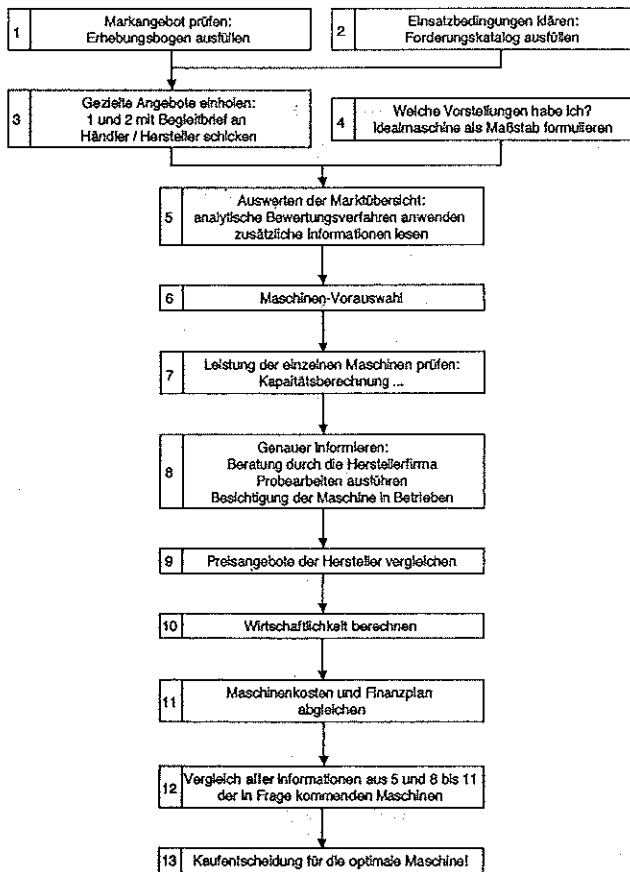 1
Markangebot prüfen:
Erhebungsbogen ausfüllen
2
Einsatzbedingungen klären:
Forderungskatalog ausfüllen
3
Gezielte Angebote einholen:
1 und 2 mit Begleitbrief an
Händler / Hersteller schicken
4
Welche Vorstellungen habe ich?
Idealmaschine als Maßstab formulieren
5
Auswerten der Marktübersicht:
analytische Bewertungsverfahren anwenden
zusätzliche Informationen lesen
6
Maschinen-Vorauswahl
7
Leistung der einzelnen Maschinen prüfen:
Kapaitätsberechnung ...
8
Genauer informieren:
Beratung durch die Herstellerfirma
Probearbeiten ausführen
Besichtigung der Maschine in Betrieben
9
Preisangebote der Hersteller vergleichen
10
Wirtschaftlichkeit berechnen
11
Maschinenkosten und Finanzplan
abgleichen
12
Vergleich aller Informationen aus 5 und 8 bis 11
der in Frage kommenden Maschinen
13
Kaufentscheidung für die optimale Maschine!